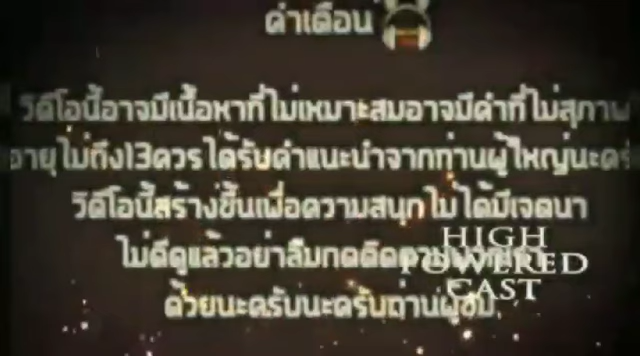 คำเตือน
วิดีโอนี้อาจมีเนื้อหาที่ไม่เหมาะสมอาจมีคำที่ไม่สุภาพ
อายุไม่ถึง13ควรได้รับคำแนะนำจากท่านผู้ใหญ่นะครั
วิดีโอนี้สร้างขึ้นเพื่อความสนุกไม่ได้มีเจตนา
ไม่ดีดูแล้วอย่าลืมกดติดตาม
ด้วยนะครับนะครับท่านผู้ชม
HIGH
POWERED
CAST